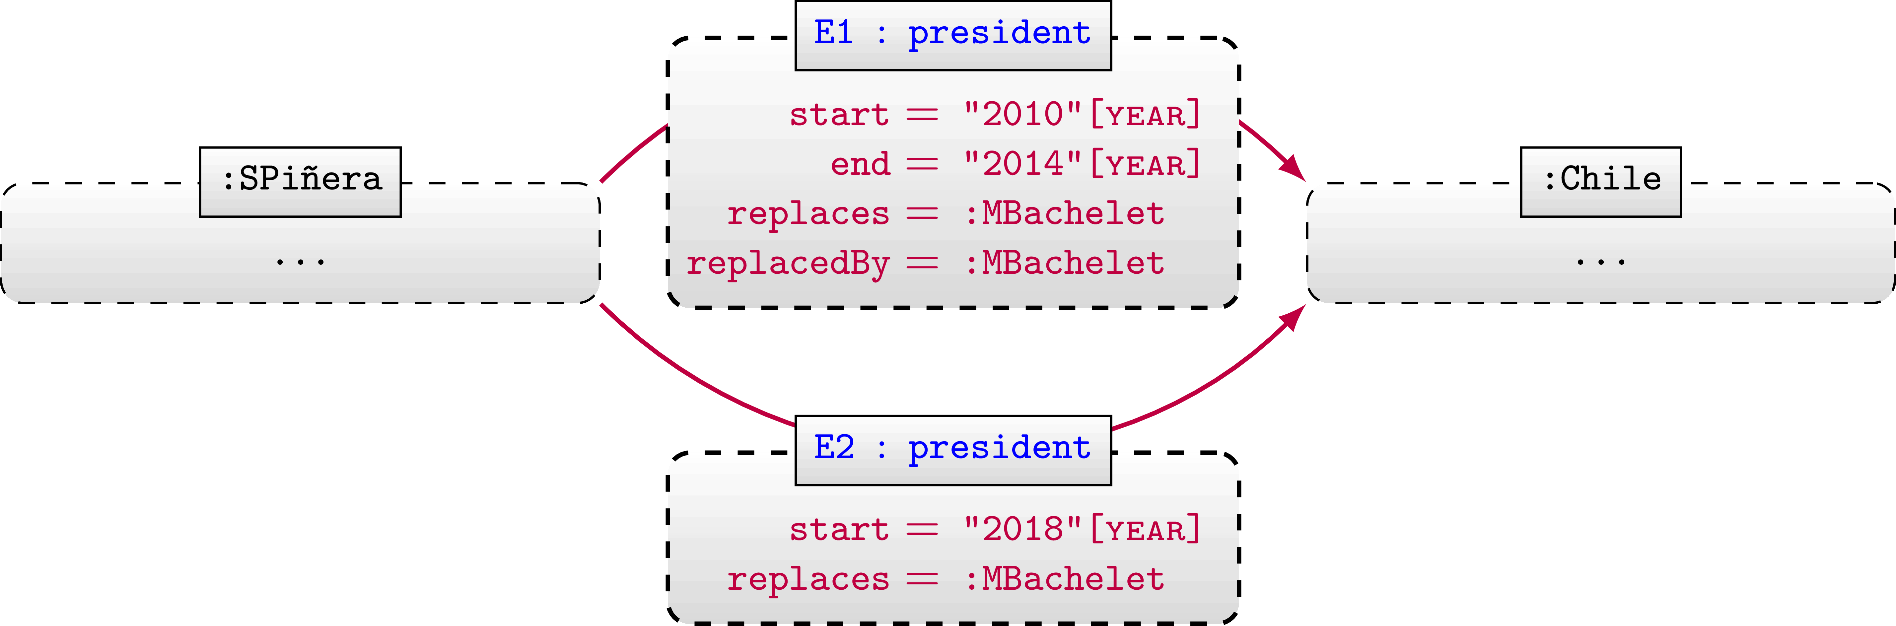 E1 : president
start = "2010"[YEAR]
end = "2014"[YEAR]
replaces = :MBachelet
replacedBy = :MBachelet
:SPiñera
...
:Chile
...
E2 : president
start = "2018"[YEAR]
replaces = :MBachelet